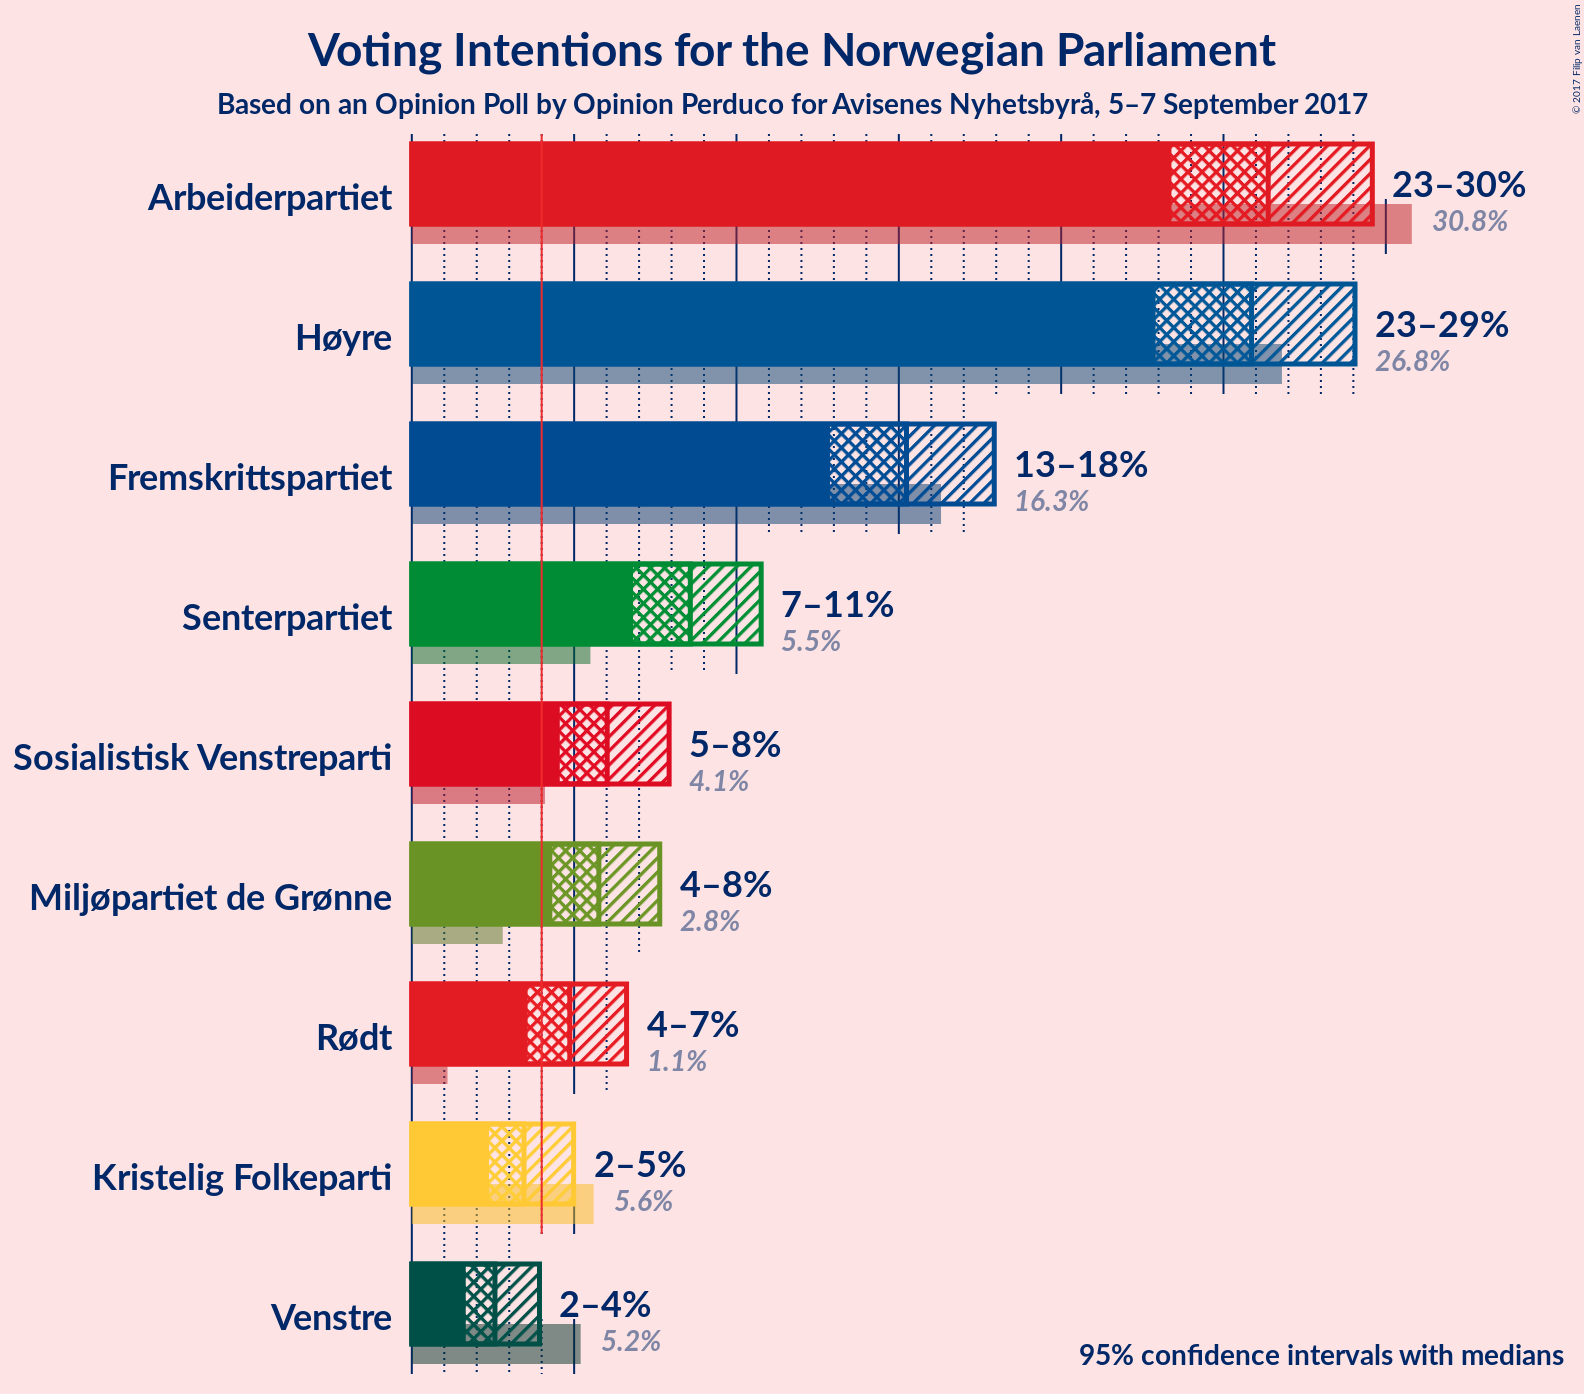 Voting Intentions for the Norwegian Parliament
Based on an Opinion Poll by Opinion Perduco for Avisenes Nyhetsbyrå, 5–7 September 2017
© 2017 Filip van Laenen
Arbeiderpartiet
23–30%
30.8%
Høyre
23–29%
26.8%
Fremskrittspartiet
13–18%
16.3%
Senterpartiet
7–11%
5.5%
Sosialistisk Venstreparti
5–8%
4.1%
Miljøpartiet de Grønne
4–8%
2.8%
Rødt
4–7%
1.1%
Kristelig Folkeparti
2–5%
5.6%
Venstre
2–4%
5.2%
95% confidence intervals with medians